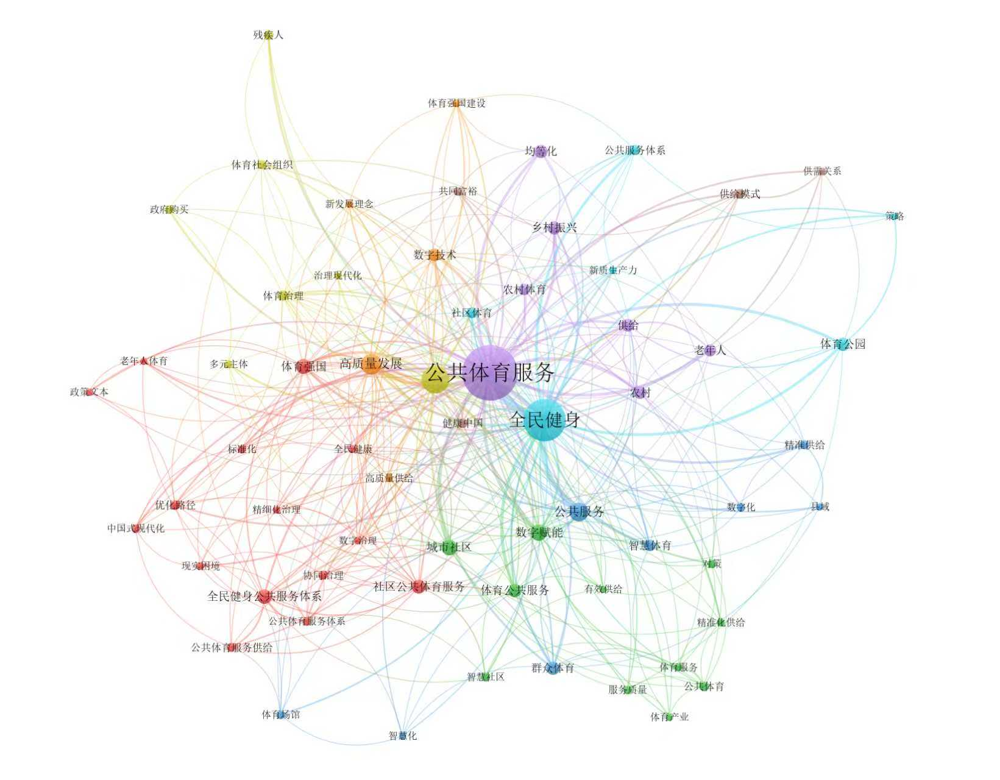 残疾人
体育强国建设
均等化
公共服务体系
体育社会组织
供需关系
共同富裕
供给模式
新发展理念
政府购买
策略
乡村振兴
数字技术
新质生产力
治理现代化
农村体育
体育治理
社区体育
供给
体育公园
老年人
老年人体育
多元主体
体育强国
高质量发展
公共体育服务
政策文本
农村
健康中国
全民健身
精准供给
标准化
全民健康
高质量供给
优化路径
精细化治理
公共服务
数字化
县域
中国式现代化
数字治理
数字赋能
城市社区
智慧体育
现实困境
对策
协同治理
社区公共体育服务
体育公共服务
有效供给
全民健身公共服务体系
公共体育服务体系
精准化供给
公共体育服务供给
群众体育
体育服务
智慧社区
服务质量
公共体育
体育场馆
体育产业
智慧化